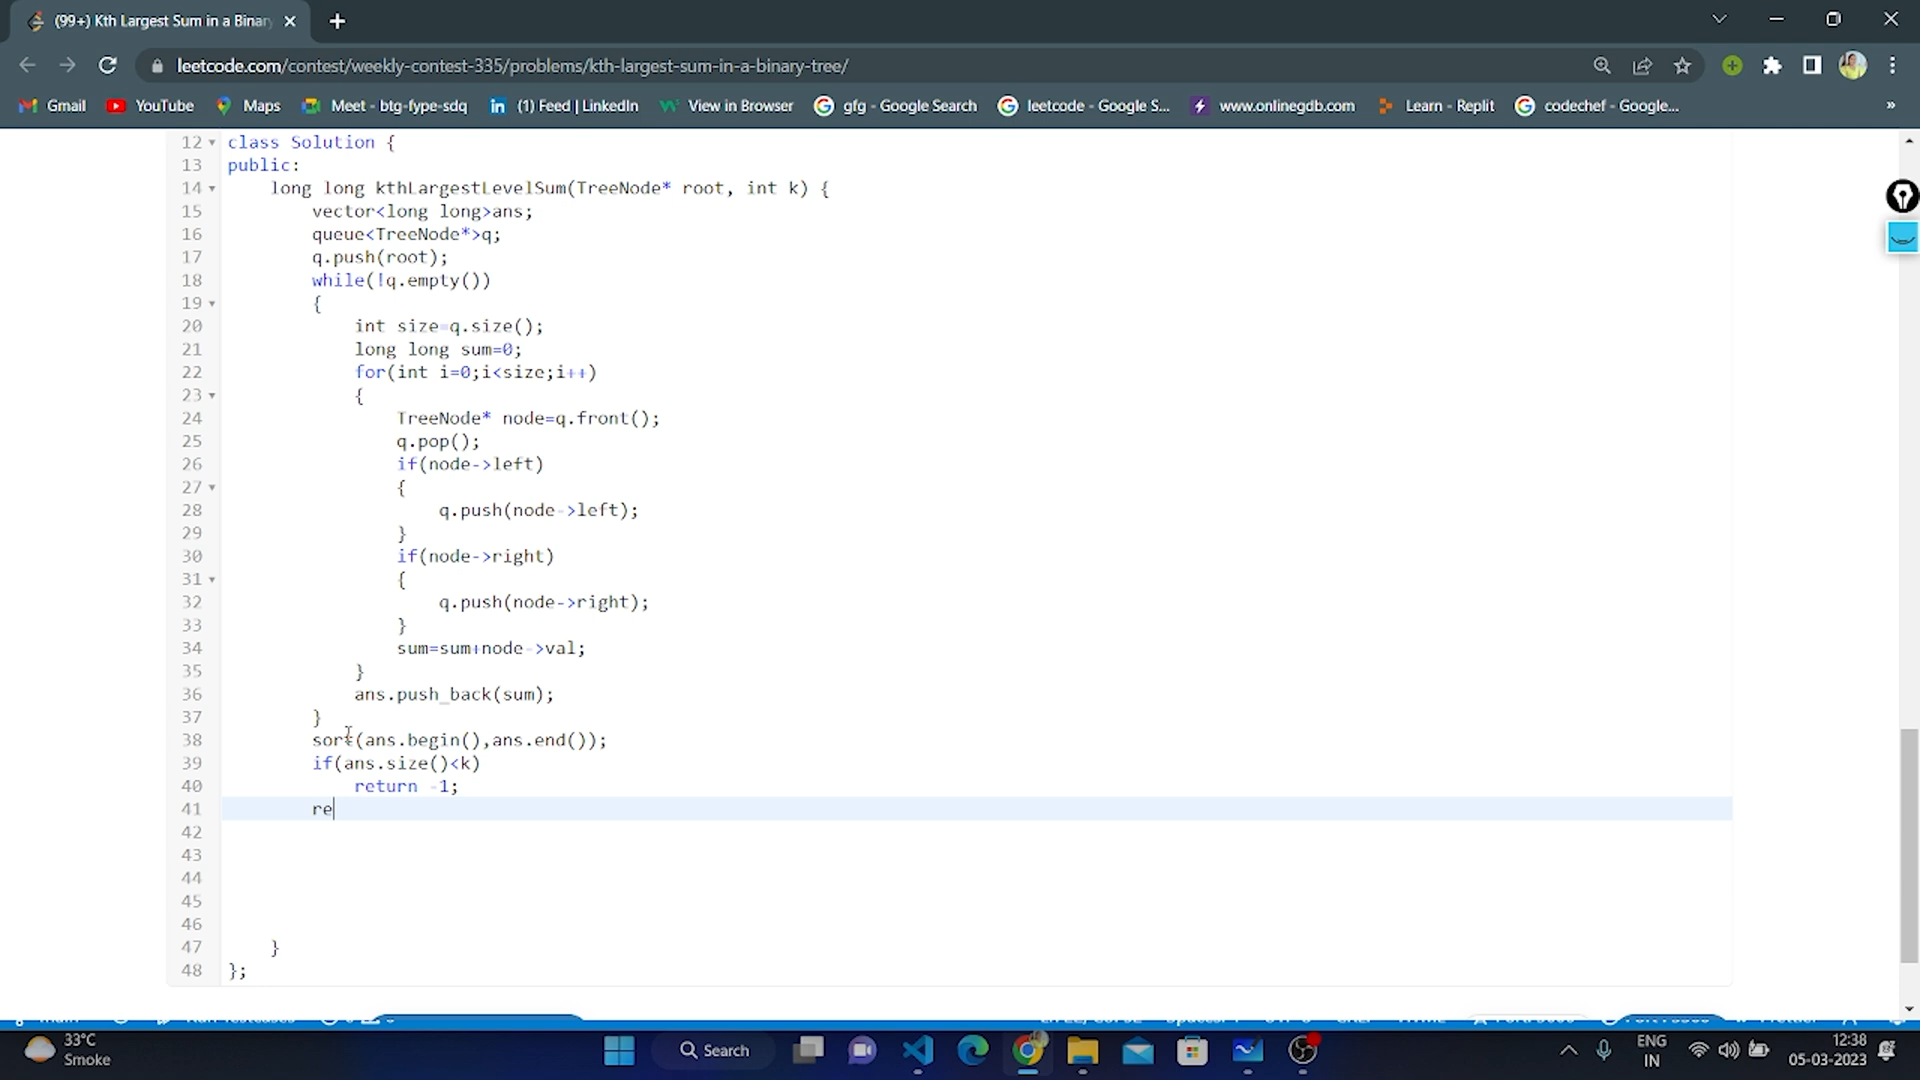 (99+) Kth Largest Sum in a Binary
leetcode.com/contest/weekly-contest-335/problems/kth-largest-sum-in-a-binary-tree/
Gmail YouTube Maps Meet - btg-fype-sdq (1) Feed | LinkedIn View in Browser gfg - Google Search leetcode - Google S... www.onlinegdb.com Learn - Replit codechef - Google... »
12 class Solution {
13 public:
14 long long kthLargestLevelSum(TreeNode* root, int k) {
15 vector<long long>ans;
16 queue<TreeNode*>q;
17 q.push(root);
18 while(!q.empty())
19 {
20 int size=q.size();
21 long long sum=0;
22 for(int i=0;i<size;i++)
23 {
24 TreeNode* node=q.front();
25 q.pop();
26 if(node->left)
27 {
28 q.push(node->left);
29 }
30 if(node->right)
31 {
32 q.push(node->right);
33 }
34 sum=sum+node->val;
35 }
36 ans.push_back(sum);
37 }
38 sort(ans.begin(),ans.end());
39 if(ans.size()<k)
40 return -1;
41 re
42
43
44
45
46
47 }
48 };
33°C
Smoke
Search
ENG
IN
12:38
05-03-2023